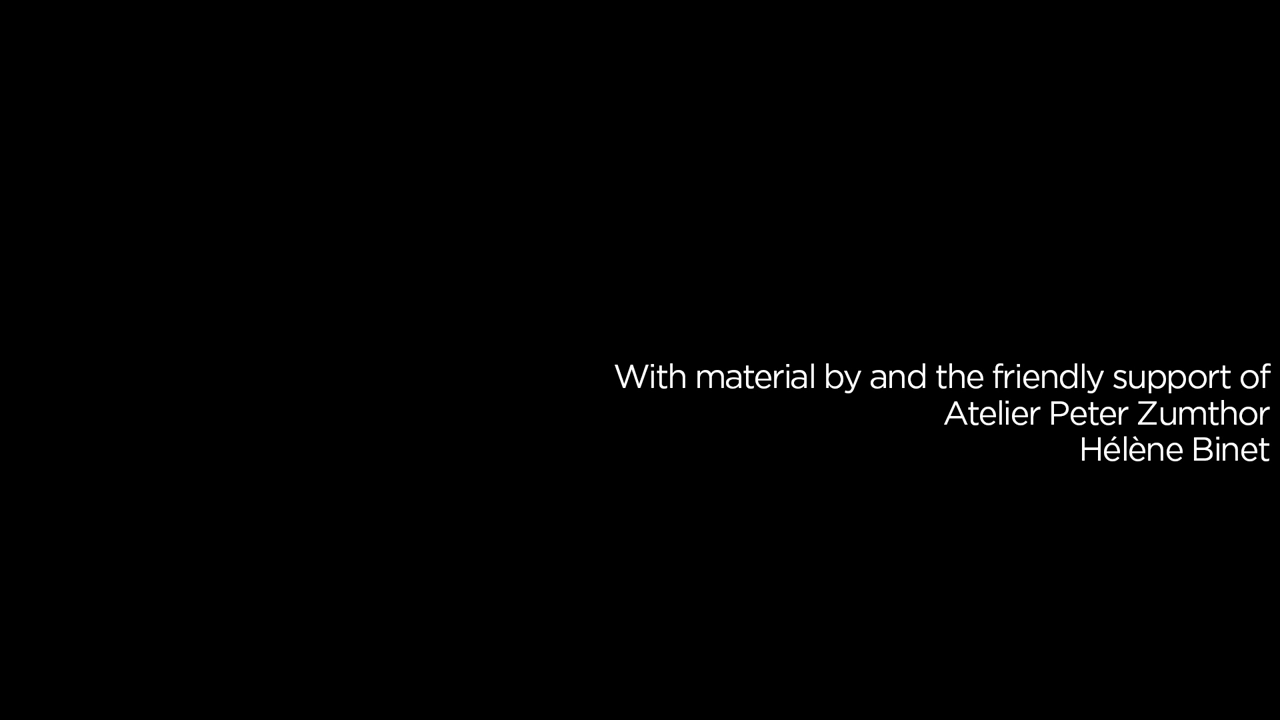 With material by and the friendly support of
Atelier Peter Zumthor
Hélène Binet